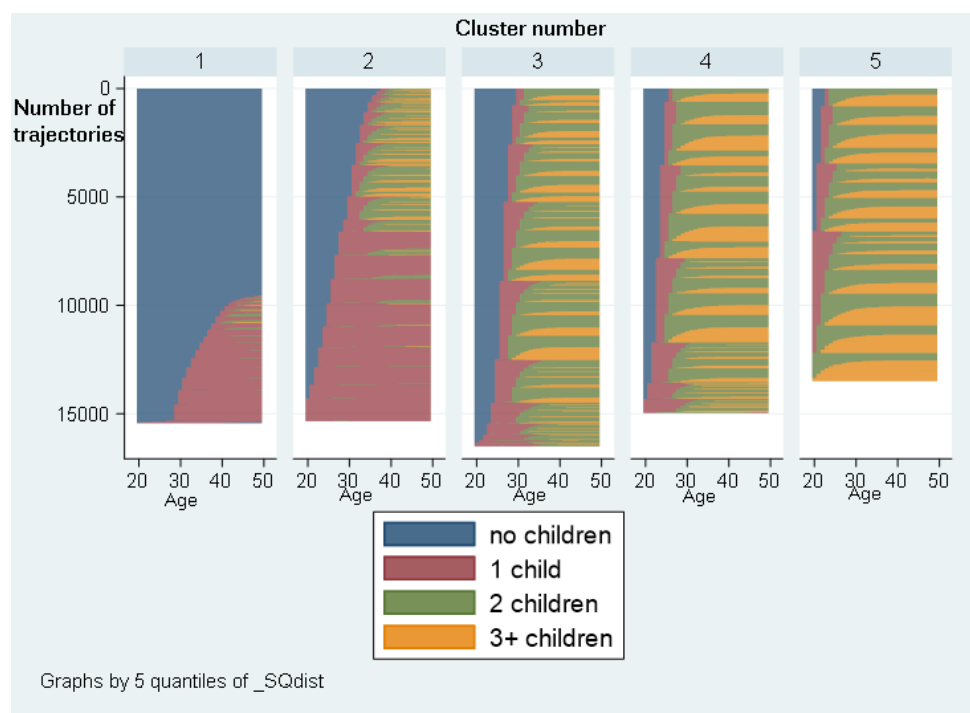 Cluster number
1 2 3 4 5
Number of
trajectories
0
5000
10000
15000
20 30 40 50 20 30 40 50 20 30 40 50 20 30 40 50 20 30 40 50
Age Age Age Age Age
no children
1 child
2 children
3+ children
Graphs by 5 quantiles of _SQdist